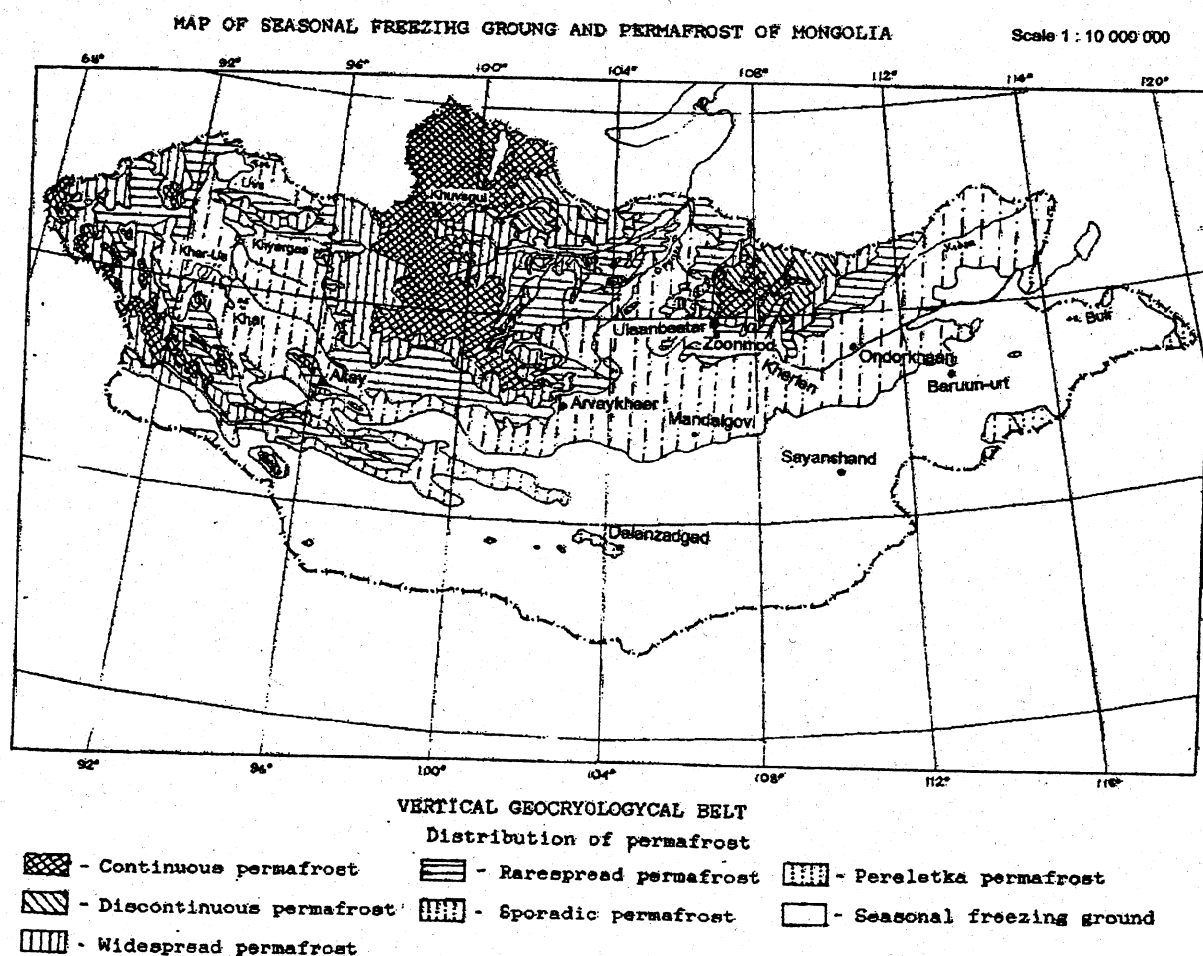 MAP OF SEASONAL FREEZIHG GROUNG AND PERMAFROST OF MONGOLIA
Scale 1 : 10 000 000
88° 92° 96° 100° 104° 108° 112° 116° 120°
Uvs
Khuvsgul
Khar-Us
Khyargas
Khar
Ulaanbaatar
Zoonmod
Kherlen
Ondorkhaan
Buir
Baruun-urt
Altay
Arvaykheer
Mandalgovi
Sayanshand
Dalanzadgad
92° 96° 100° 104° 108° 112° 116°
VERTICAL GEOCRYOLOGYCAL BELT
Distribution of permafrost
- Continuous permafrost
- Rarespread permafrost
- Pereletka permafrost
- Discontinuous permafrost
- Sporadic permafrost
- Seasonal freezing ground
- Widespread permafrost